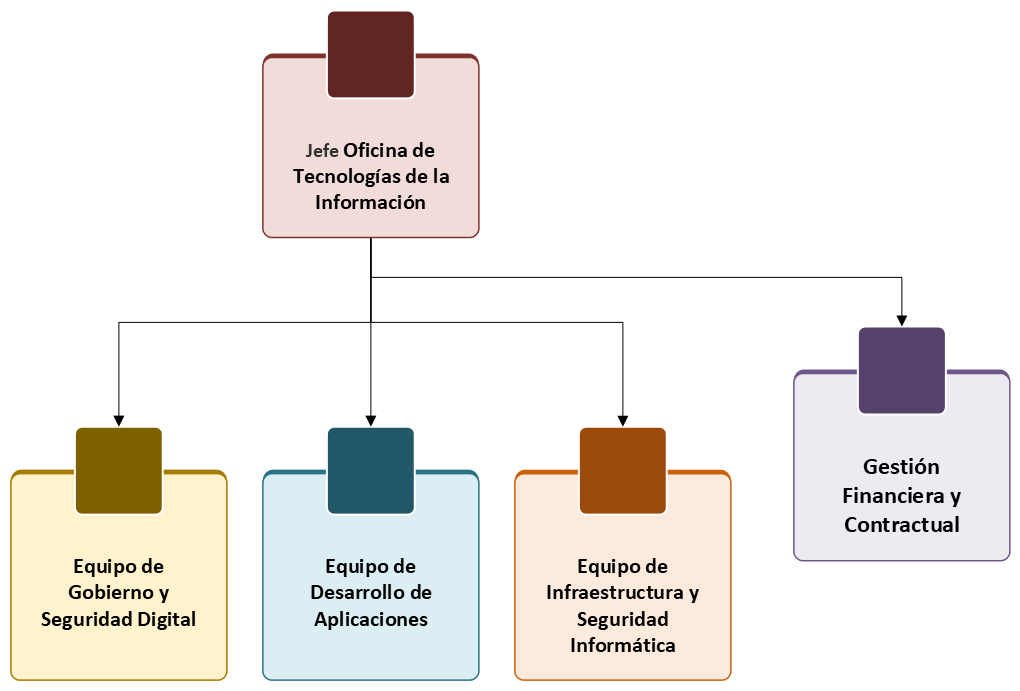 Jefe Oficina de
Tecnologías de la
Información
Gestión
Financiera y
Contractual
Equipo de
Gobierno y
Seguridad Digital
Equipo de
Desarrollo de
Aplicaciones
Equipo de
Infraestructura y
Seguridad
Informática